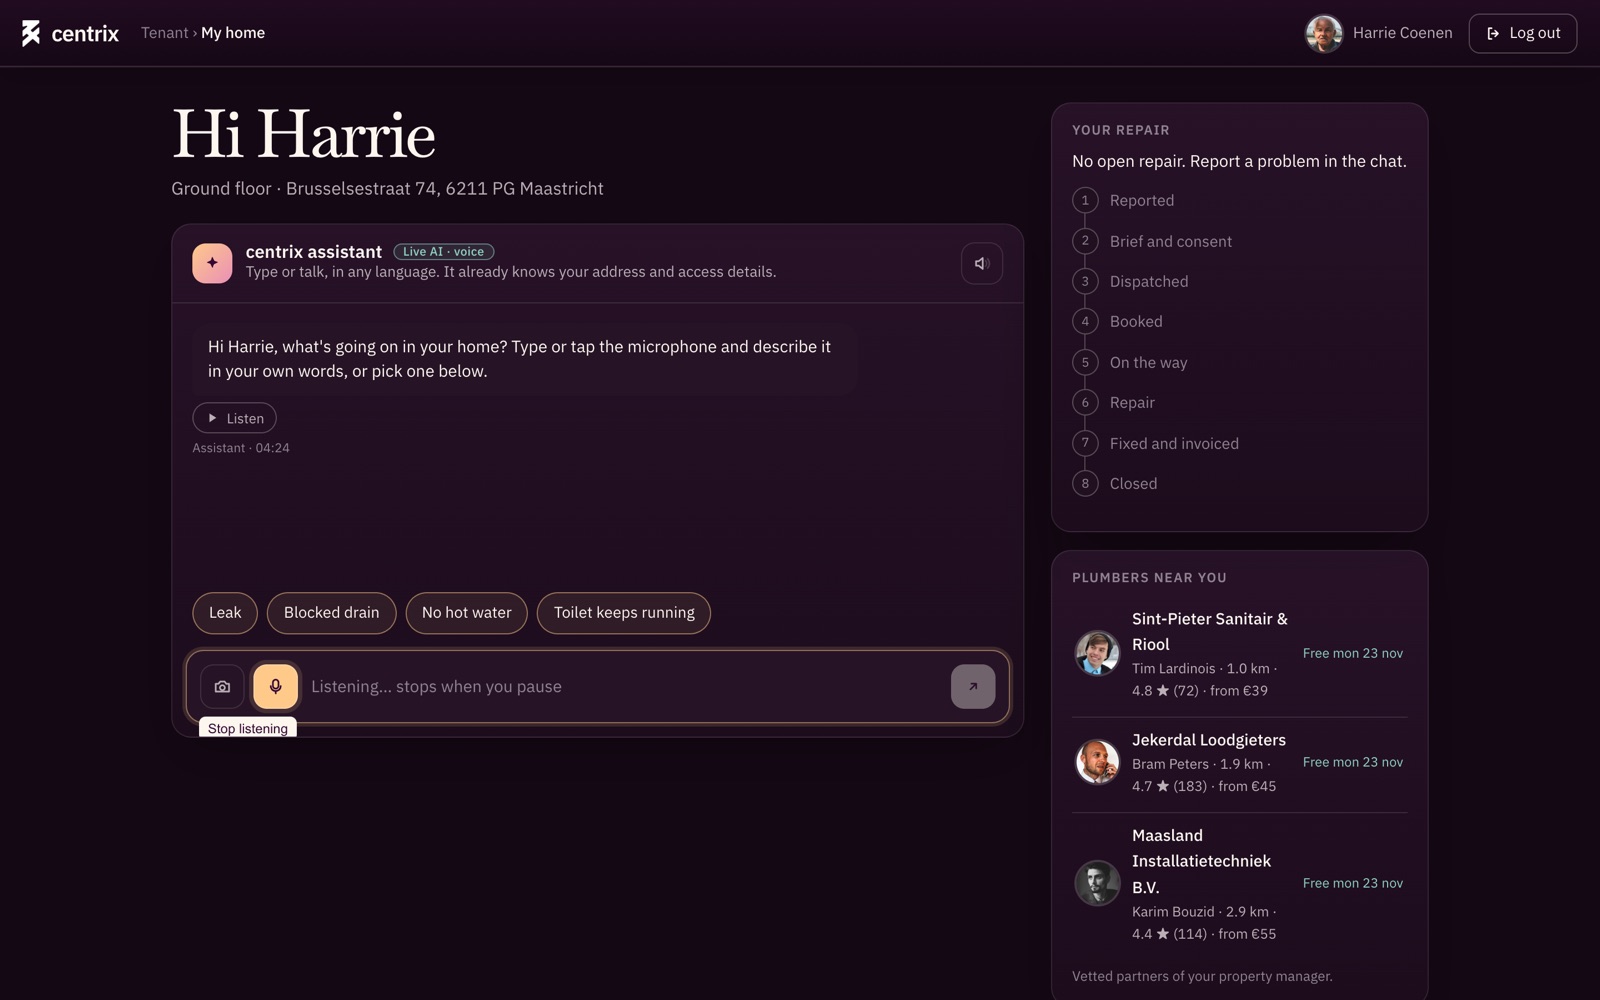 centrix
Tenant › My home
Harrie Coenen
Log out
Hi Harrie
Ground floor · Brusselsestraat 74, 6211 PG Maastricht
centrix assistant
Live AI · voice
Type or talk, in any language. It already knows your address and access details.
Hi Harrie, what's going on in your home? Type or tap the microphone and describe it
in your own words, or pick one below.
Listen
Assistant · 04:24
Leak
Blocked drain
No hot water
Toilet keeps running
Listening... stops when you pause
Stop listening
YOUR REPAIR
No open repair. Report a problem in the chat.
1 Reported
2 Brief and consent
3 Dispatched
4 Booked
5 On the way
6 Repair
7 Fixed and invoiced
8 Closed
PLUMBERS NEAR YOU
Sint-Pieter Sanitair &
Riool
Tim Lardinois · 1.0 km ·
4.8 ★ (72) · from €39
Free mon 23 nov
Jekerdal Loodgieters
Bram Peters · 1.9 km ·
4.7 ★ (183) · from €45
Free mon 23 nov
Maasland
Installatietechniek
B.V.
Karim Bouzid · 2.9 km ·
4.4 ★ (114) · from €55
Free mon 23 nov
Vetted partners of your property manager.